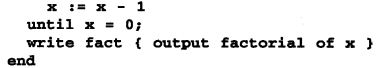 x := x - 1
until x = 0;
write fact { output factorial of x }
end